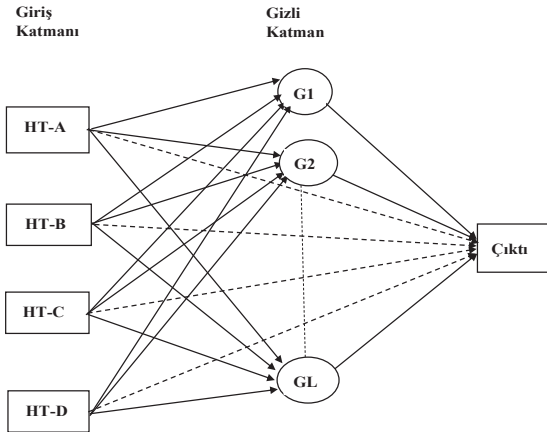 Giriş
Katmanı
Gizli
Katman
G1
HT-A
G2
HT-B
Çıktı
HT-C
GL
HT-D